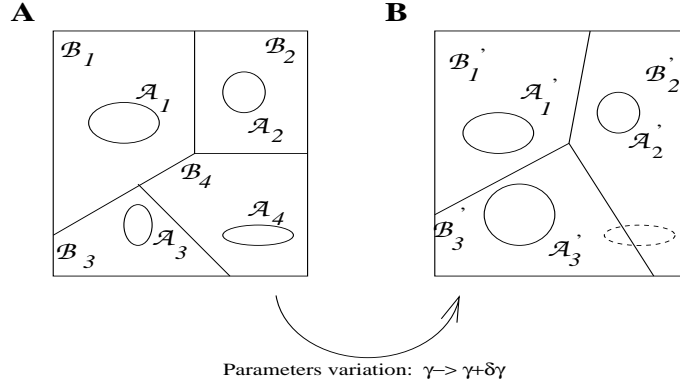 A
B
ℬ1
ℬ2
𝒜1
𝒜2
ℬ4
𝒜4
ℬ3
𝒜3
ℬ1'
ℬ2'
𝒜1'
𝒜2'
ℬ3'
𝒜3'
Parameters variation: γ−> γ+δγ